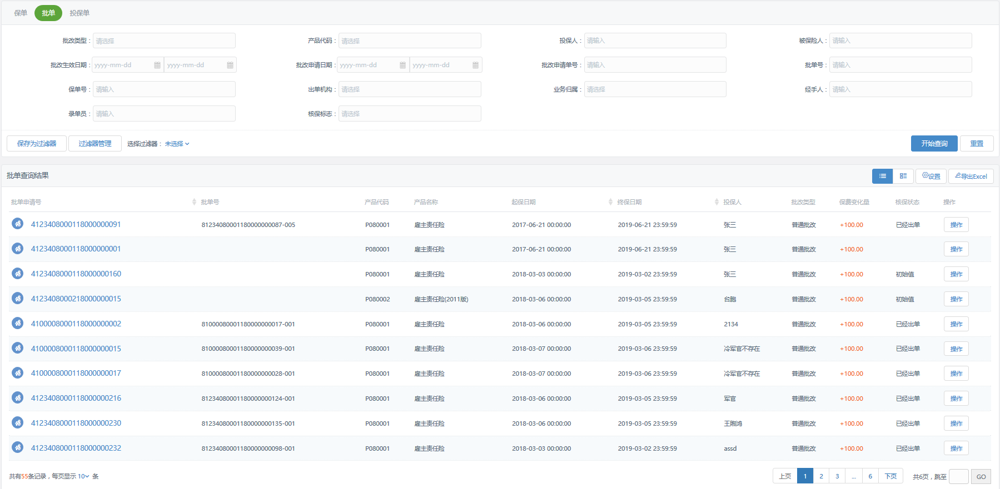 保单 批单 投保单
批改类型： 请选择 产品代码： 请选择 投保人： 请输入 被保险人： 请输入
批改生效日期： yyyy-mm-dd yyyy-mm-dd 批改申请日期： yyyy-mm-dd yyyy-mm-dd 批改申请单号： 请输入 批单号： 请输入
保单号： 请输入 出单机构： 请选择 业务归属： 请选择 经手人： 请输入
录单员： 请输入 核保标志： 请选择
保存为过滤器 过滤器管理 选择过滤器： 未选择 开始查询 重置
批单查询结果 设置 导出Excel
批单申请号 批单号 产品代码 产品名称 起保日期 终保日期 投保人 批改类型 保费变化量 核保状态 操作
4123408000118000000091 81234080001180000000087-005 P080001 雇主责任险 2017-06-21 00:00:00 2019-06-21 23:59:59 张三 普通批改 +100.00 已经出单 操作
4123408000118000000001 P080001 雇主责任险 2017-06-21 00:00:00 2019-06-21 23:59:59 张三 普通批改 +100.00 操作
4123408000118000000160 P080001 雇主责任险 2018-03-03 00:00:00 2019-03-02 23:59:59 张三 普通批改 +100.00 初始值 操作
4123408000218000000015 P080002 雇主责任险(2011版) 2018-03-06 00:00:00 2019-03-05 23:59:59 台胞 普通批改 +100.00 初始值 操作
4100008000118000000002 81000080001180000000017-001 P080001 雇主责任险 2018-03-06 00:00:00 2019-03-05 23:59:59 2134 普通批改 +100.00 已经出单 操作
4100008000118000000015 81000080001180000000039-001 P080001 雇主责任险 2018-03-07 00:00:00 2019-03-06 23:59:59 冷军官不存在 普通批改 +100.00 已经出单 操作
4100008000118000000017 81000080001180000000028-001 P080001 雇主责任险 2018-03-07 00:00:00 2019-03-06 23:59:59 冷军官不存在 普通批改 +100.00 已经出单 操作
4123408000118000000216 81234080001180000000124-001 P080001 雇主责任险 2018-03-06 00:00:00 2019-03-05 23:59:59 军官 普通批改 +100.00 已经出单 操作
4123408000118000000230 81234080001180000000135-001 P080001 雇主责任险 2018-03-06 00:00:00 2019-03-05 23:59:59 王煦鸿 普通批改 +100.00 已经出单 操作
4123408000118000000232 81234080001180000000098-001 P080001 雇主责任险 2018-03-03 00:00:00 2019-03-02 23:59:59 assd 普通批改 +100.00 已经出单 操作
共有55条记录，每页显示 10 条 上页 1 2 3 ... 6 下页 共6页，跳至 GO